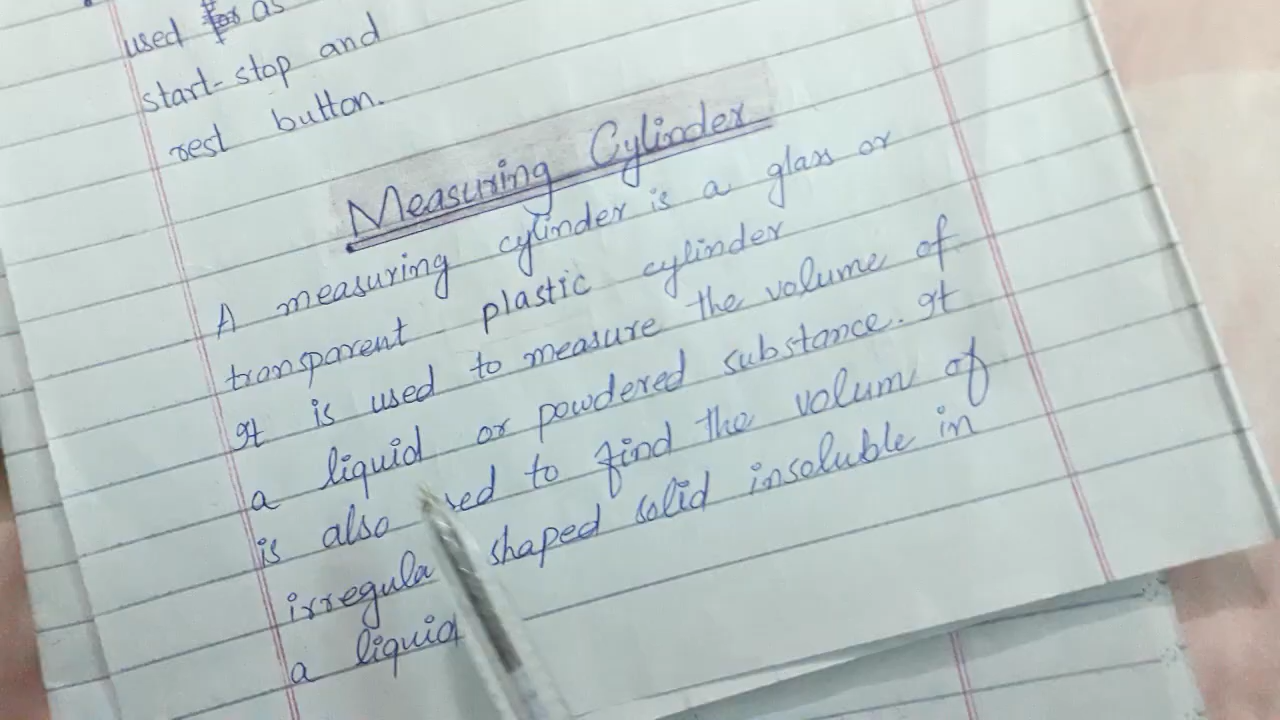 used as
start-stop and
rest button.
Measuring Cylinder
A measuring cylinder is a glass or
transparent plastic cylinder
It is used to measure the volume of
a liquid or powdered substance. It
is also used to find the volum of
irregula shaped solid insoluble in
a liquid